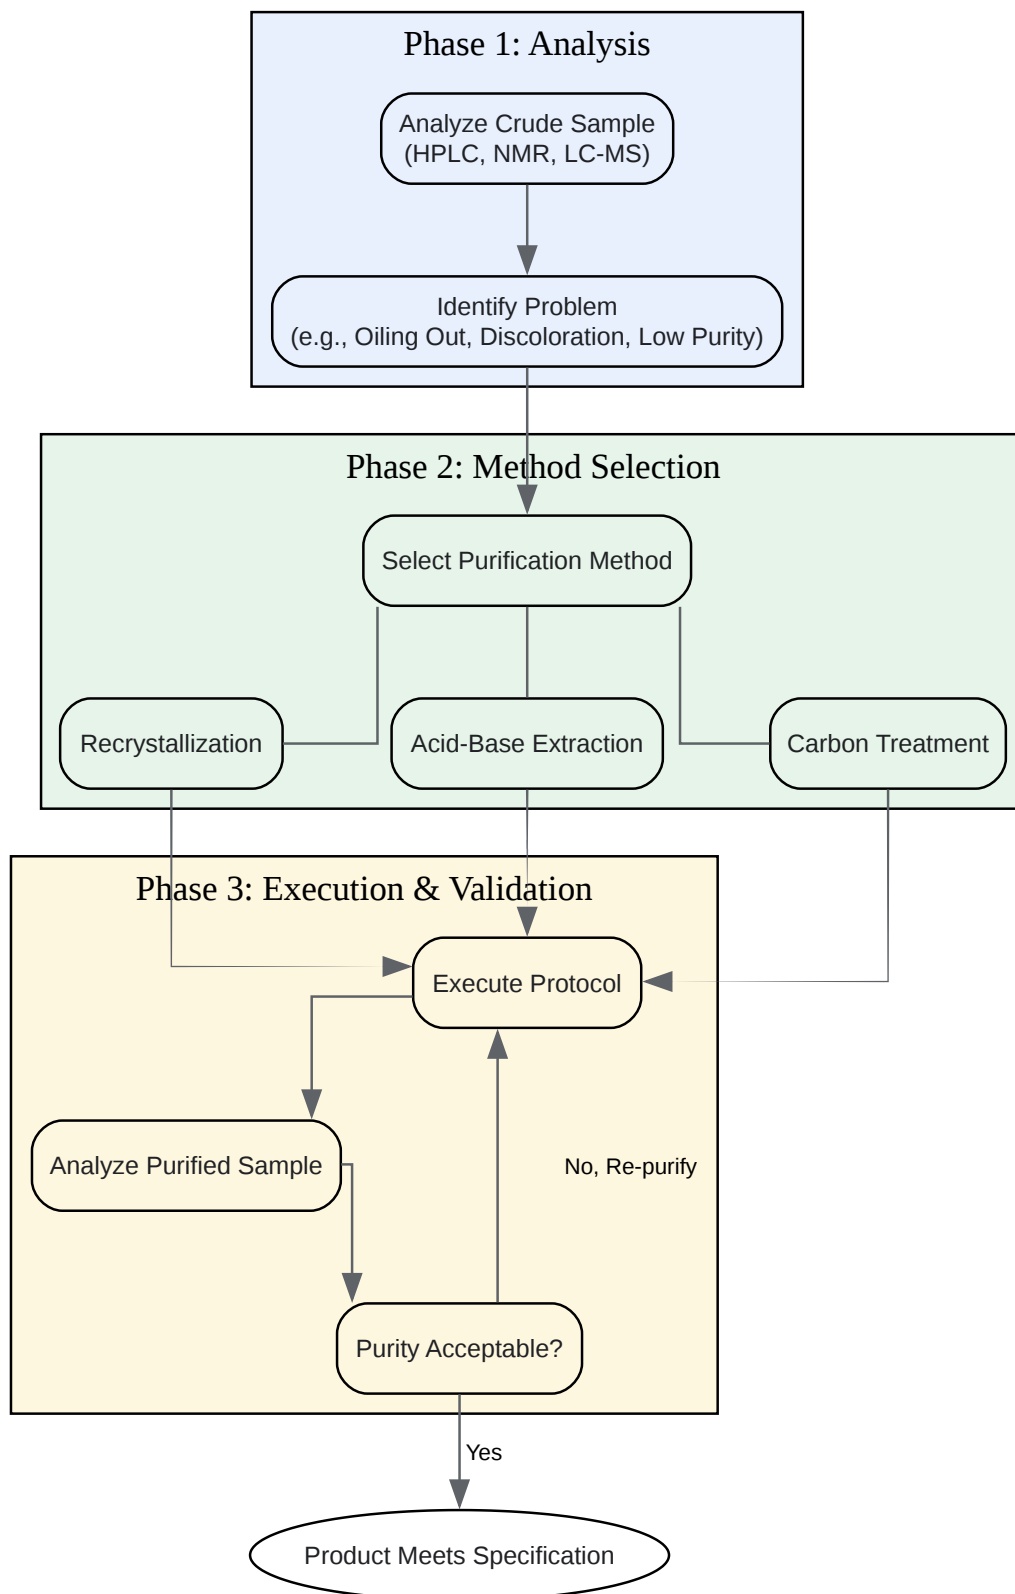 Phase 1: Analysis
Analyze Crude Sample
(HPLC, NMR, LC-MS)
Identify Problem
(e.g., Oiling Out, Discoloration, Low Purity)
Phase 2: Method Selection
Select Purification Method
Recrystallization
Acid-Base Extraction
Carbon Treatment
Phase 3: Execution & Validation
Execute Protocol
Analyze Purified Sample
No, Re-purify
Purity Acceptable?
Yes
Product Meets Specification